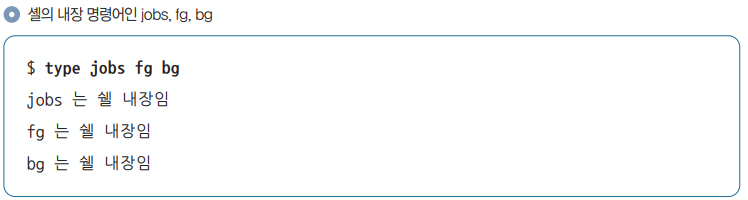 셸의 내장 명령어인 jobs, fg, bg
$ type jobs fg bg
jobs 는 쉘 내장임
fg 는 쉘 내장임
bg 는 쉘 내장임